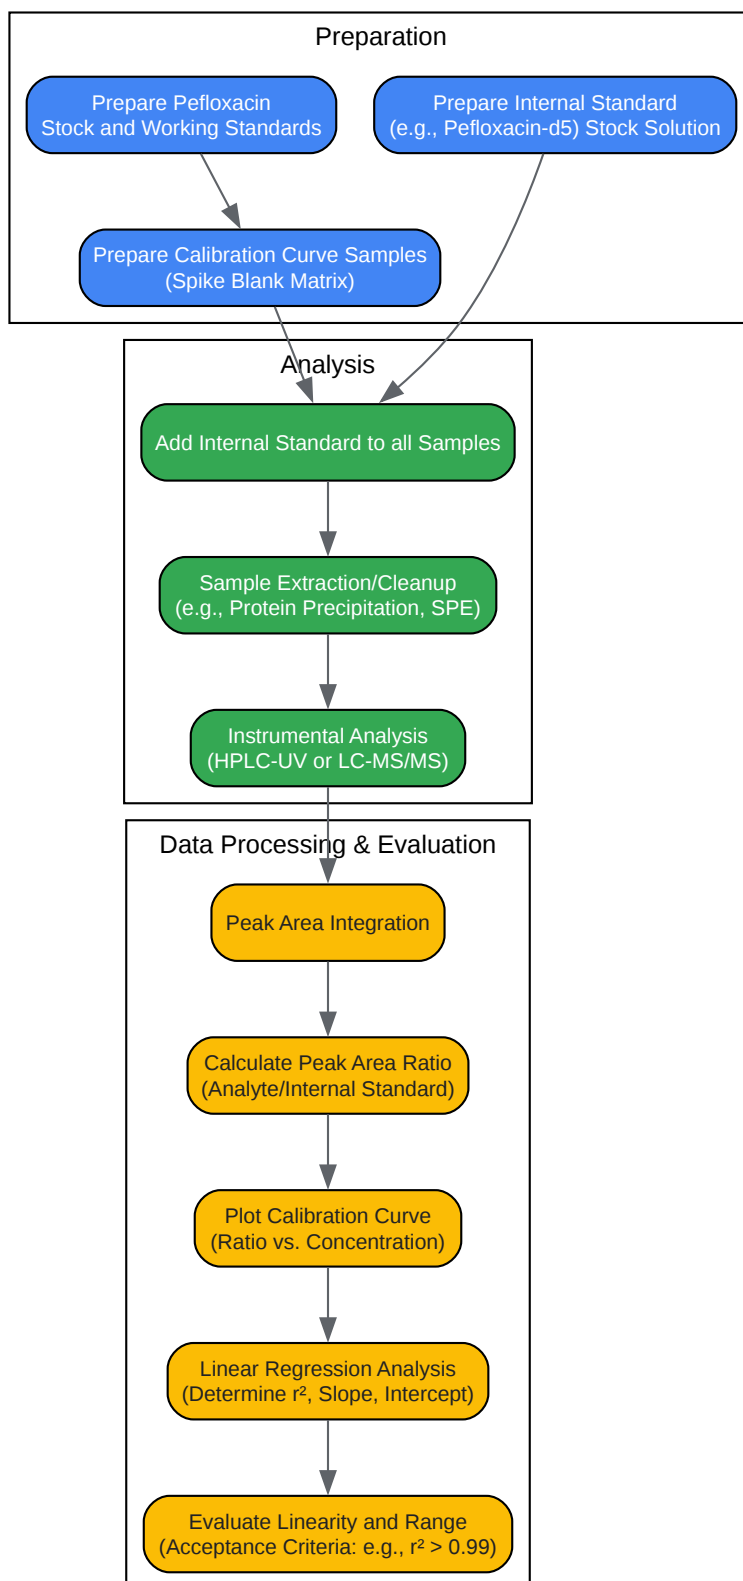 Preparation
Prepare Pefloxacin
Stock and Working Standards
Prepare Internal Standard
(e.g., Pefloxacin-d5) Stock Solution
Prepare Calibration Curve Samples
(Spike Blank Matrix)
Analysis
Add Internal Standard to all Samples
Sample Extraction/Cleanup
(e.g., Protein Precipitation, SPE)
Instrumental Analysis
(HPLC-UV or LC-MS/MS)
Data Processing & Evaluation
Peak Area Integration
Calculate Peak Area Ratio
(Analyte/Internal Standard)
Plot Calibration Curve
(Ratio vs. Concentration)
Linear Regression Analysis
(Determine r², Slope, Intercept)
Evaluate Linearity and Range
(Acceptance Criteria: e.g., r² > 0.99)